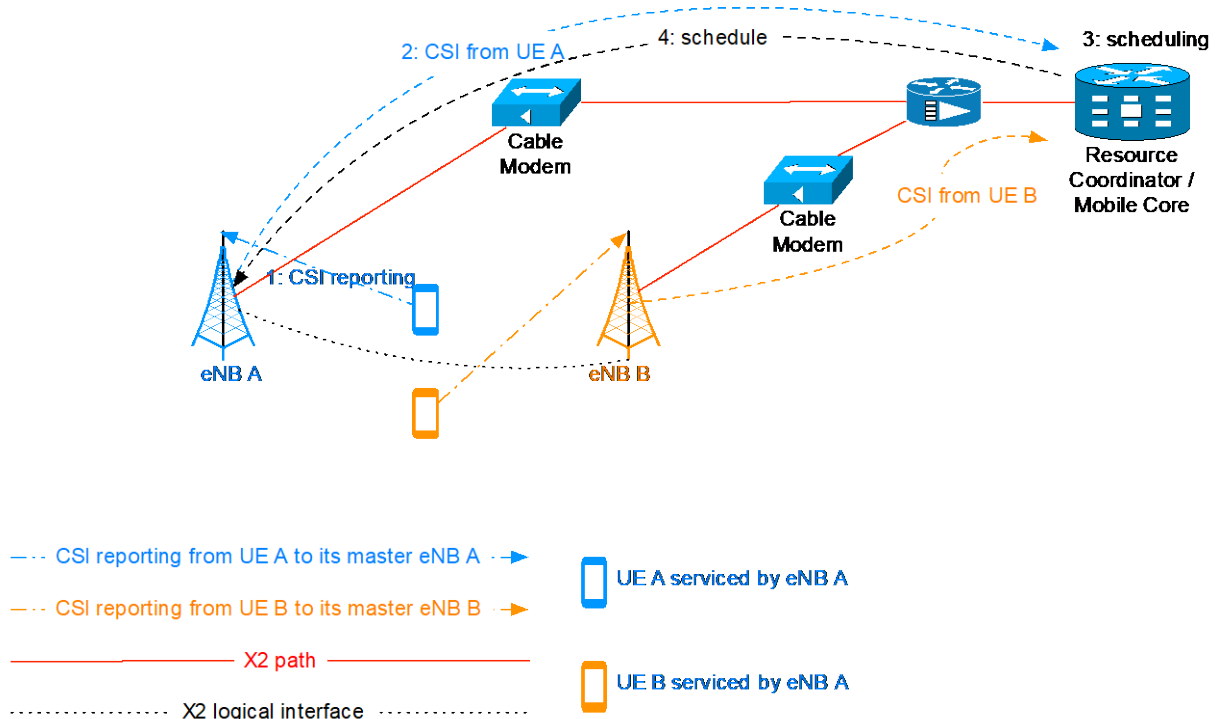 2: CSI from UE A
4: schedule
3: scheduling
Cable
Modem
Resource
Coordinator /
Mobile Core
Cable
Modem
CSI from UE B
1: CSI reporting
eNB A
eNB B
CSI reporting from UE A to its master eNB A
UE A serviced by eNB A
CSI reporting from UE B to its master eNB B
X2 path
UE B serviced by eNB A
X2 logical interface